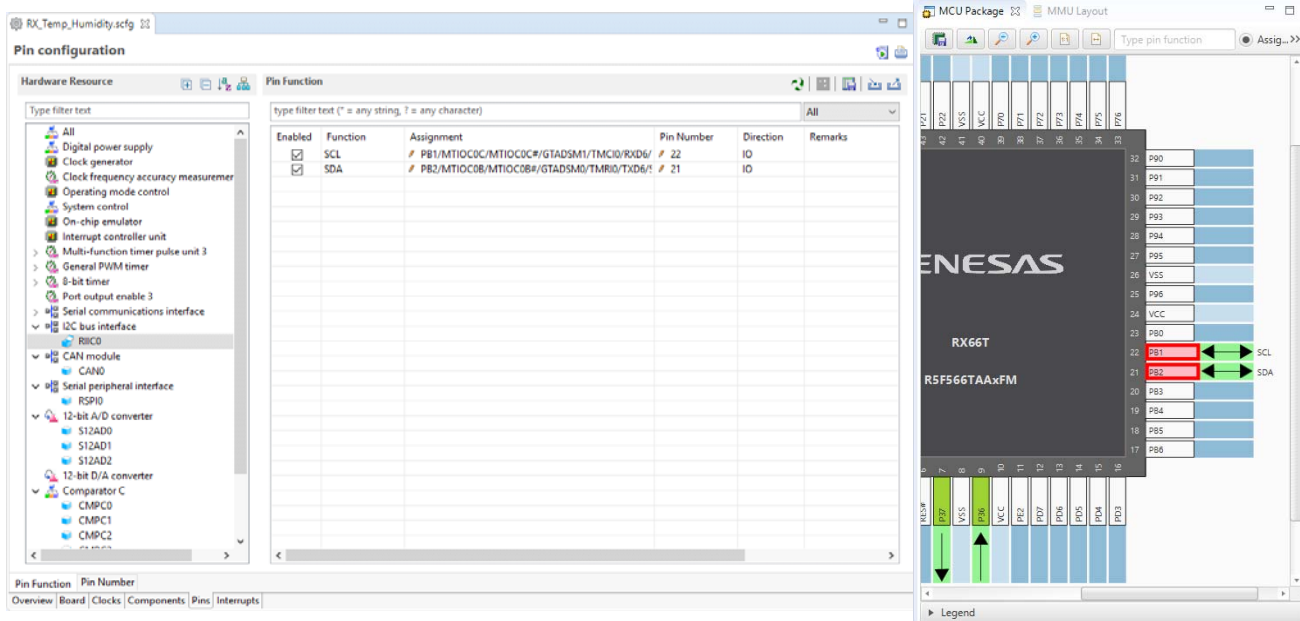 RX_Temp_Humidity.scfg
Pin configuration
Hardware Resource
Type filter text
All
Digital power supply
Clock generator
Clock frequency accuracy measuremer
Operating mode control
System control
On-chip emulator
Interrupt controller unit
Multi-function timer pulse unit 3
General PWM timer
8-bit timer
Port output enable 3
Serial communications interface
I2C bus interface
RIIC0
CAN module
CAN0
Serial peripheral interface
RSPI0
12-bit A/D converter
S12AD0
S12AD1
S12AD2
12-bit D/A converter
Comparator C
CMPC0
CMPC1
CMPC2
Pin Function
type filter text (* = any string, ? = any character)
All
Enabled Function Assignment Pin Number Direction Remarks
SCL PB1/MTIOC0C/MTIOC0C#/GTADSM1/TMCI0/RXD6/ 22 IO
SDA PB2/MTIOC0B/MTIOC0B#/GTADSM0/TMRI0/TXD6/ 21 IO
Pin Function Pin Number
Overview Board Clocks Components Pins Interrupts
MCU Package MMU Layout
Type pin function Assig...>>
P21 P22 VSS VCC P70 P71 P72 P73 P74 P75 P76
43 42 41 40 39 38 37 36 35 34 33
32 P90
31 P91
30 P92
29 P93
28 P94
27 P95
26 VSS
25 P96
24 VCC
23 PB0
22 PB1 SCL
21 PB2 SDA
20 PB3
19 PB4
18 PB5
17 PB6
ENESAS
RX66T
R5F566TAAxFM
6 7 8 9 10 11 12 13 14 15 16
RES# P37 VSS P36 VCC PE2 PD7 PD6 PD5 PD4 PD3
Legend